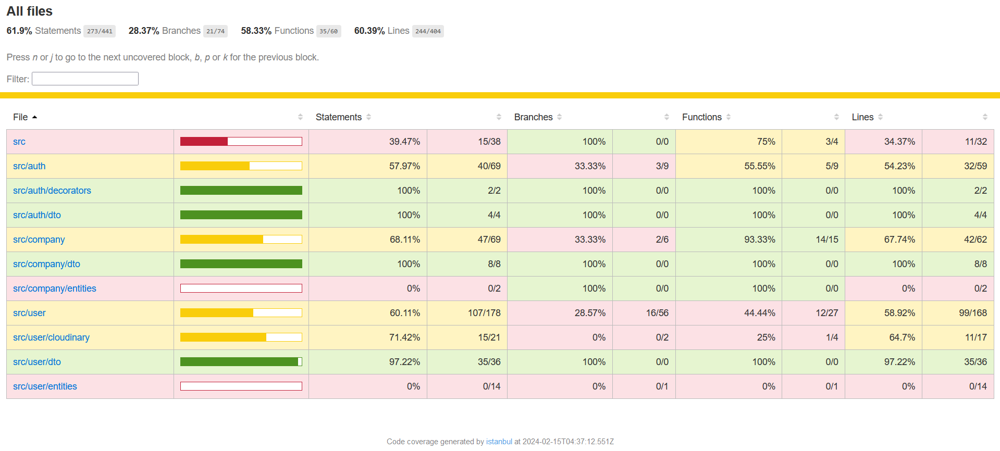 All files
61.9% Statements 273/441 28.37% Branches 21/74 58.33% Functions 35/60 60.39% Lines 244/404
Press n or j to go to the next uncovered block, b, p or k for the previous block.
Filter:
File Statements Branches Functions Lines
src 39.47% 15/38 100% 0/0 75% 3/4 34.37% 11/32
src/auth 57.97% 40/69 33.33% 3/9 55.55% 5/9 54.23% 32/59
src/auth/decorators 100% 2/2 100% 0/0 100% 0/0 100% 2/2
src/auth/dto 100% 4/4 100% 0/0 100% 0/0 100% 4/4
src/company 68.11% 47/69 33.33% 2/6 93.33% 14/15 67.74% 42/62
src/company/dto 100% 8/8 100% 0/0 100% 0/0 100% 8/8
src/company/entities 0% 0/2 100% 0/0 100% 0/0 0% 0/2
src/user 60.11% 107/178 28.57% 16/56 44.44% 12/27 58.92% 99/168
src/user/cloudinary 71.42% 15/21 0% 0/2 25% 1/4 64.7% 11/17
src/user/dto 97.22% 35/36 100% 0/0 100% 0/0 97.22% 35/36
src/user/entities 0% 0/14 0% 0/1 0% 0/1 0% 0/14
Code coverage generated by istanbul at 2024-02-15T04:37:12.551Z